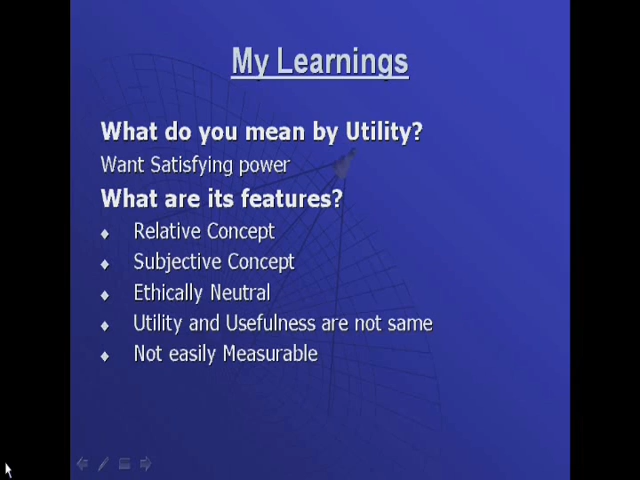 My Learnings
What do you mean by Utility?
Want Satisfying power
What are its features?
Relative Concept
Subjective Concept
Ethically Neutral
Utility and Usefulness are not same
Not easily Measurable